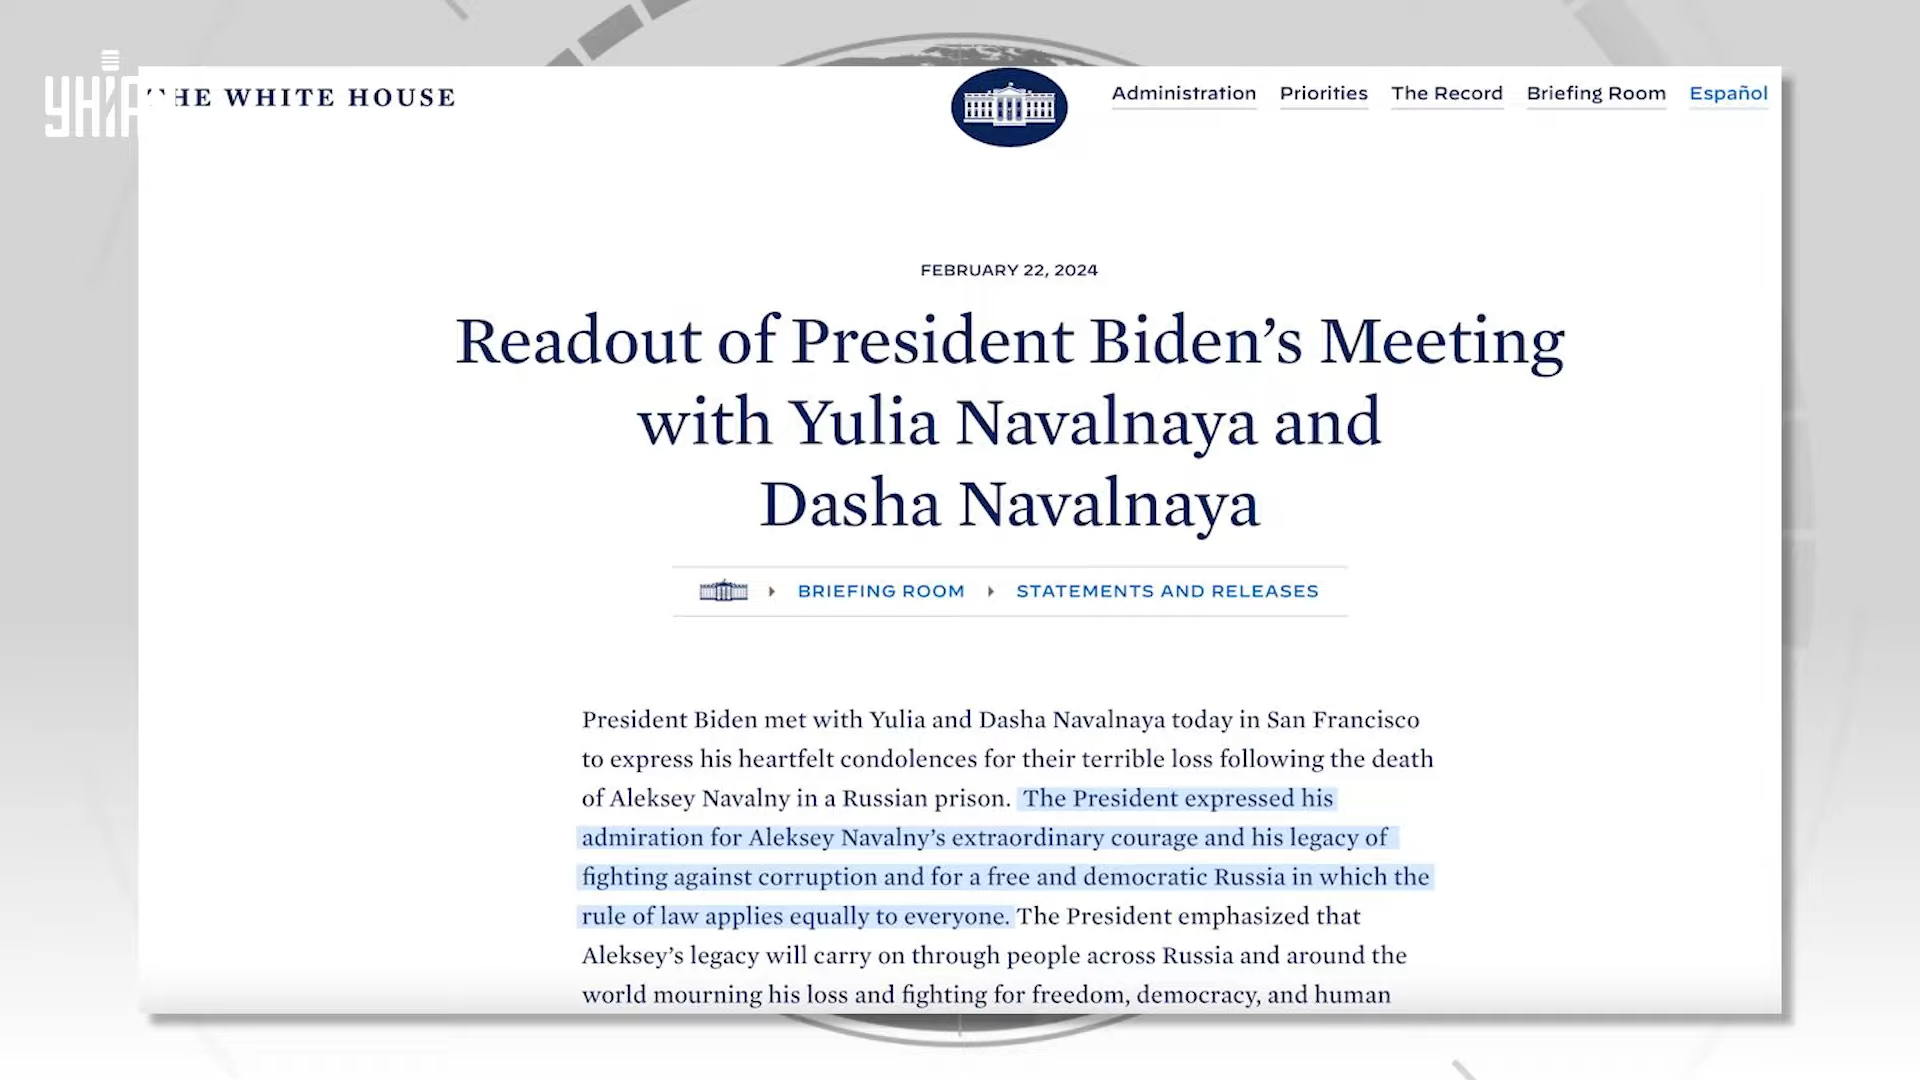 УНІАН
THE WHITE HOUSE
Administration Priorities The Record Briefing Room Español
FEBRUARY 22, 2024
Readout of President Biden’s Meeting
with Yulia Navalnaya and
Dasha Navalnaya
BRIEFING ROOM STATEMENTS AND RELEASES
President Biden met with Yulia and Dasha Navalnaya today in San Francisco
to express his heartfelt condolences for their terrible loss following the death
of Aleksey Navalny in a Russian prison. The President expressed his
admiration for Aleksey Navalny’s extraordinary courage and his legacy of
fighting against corruption and for a free and democratic Russia in which the
rule of law applies equally to everyone. The President emphasized that
Aleksey’s legacy will carry on through people across Russia and around the
world mourning his loss and fighting for freedom, democracy, and human